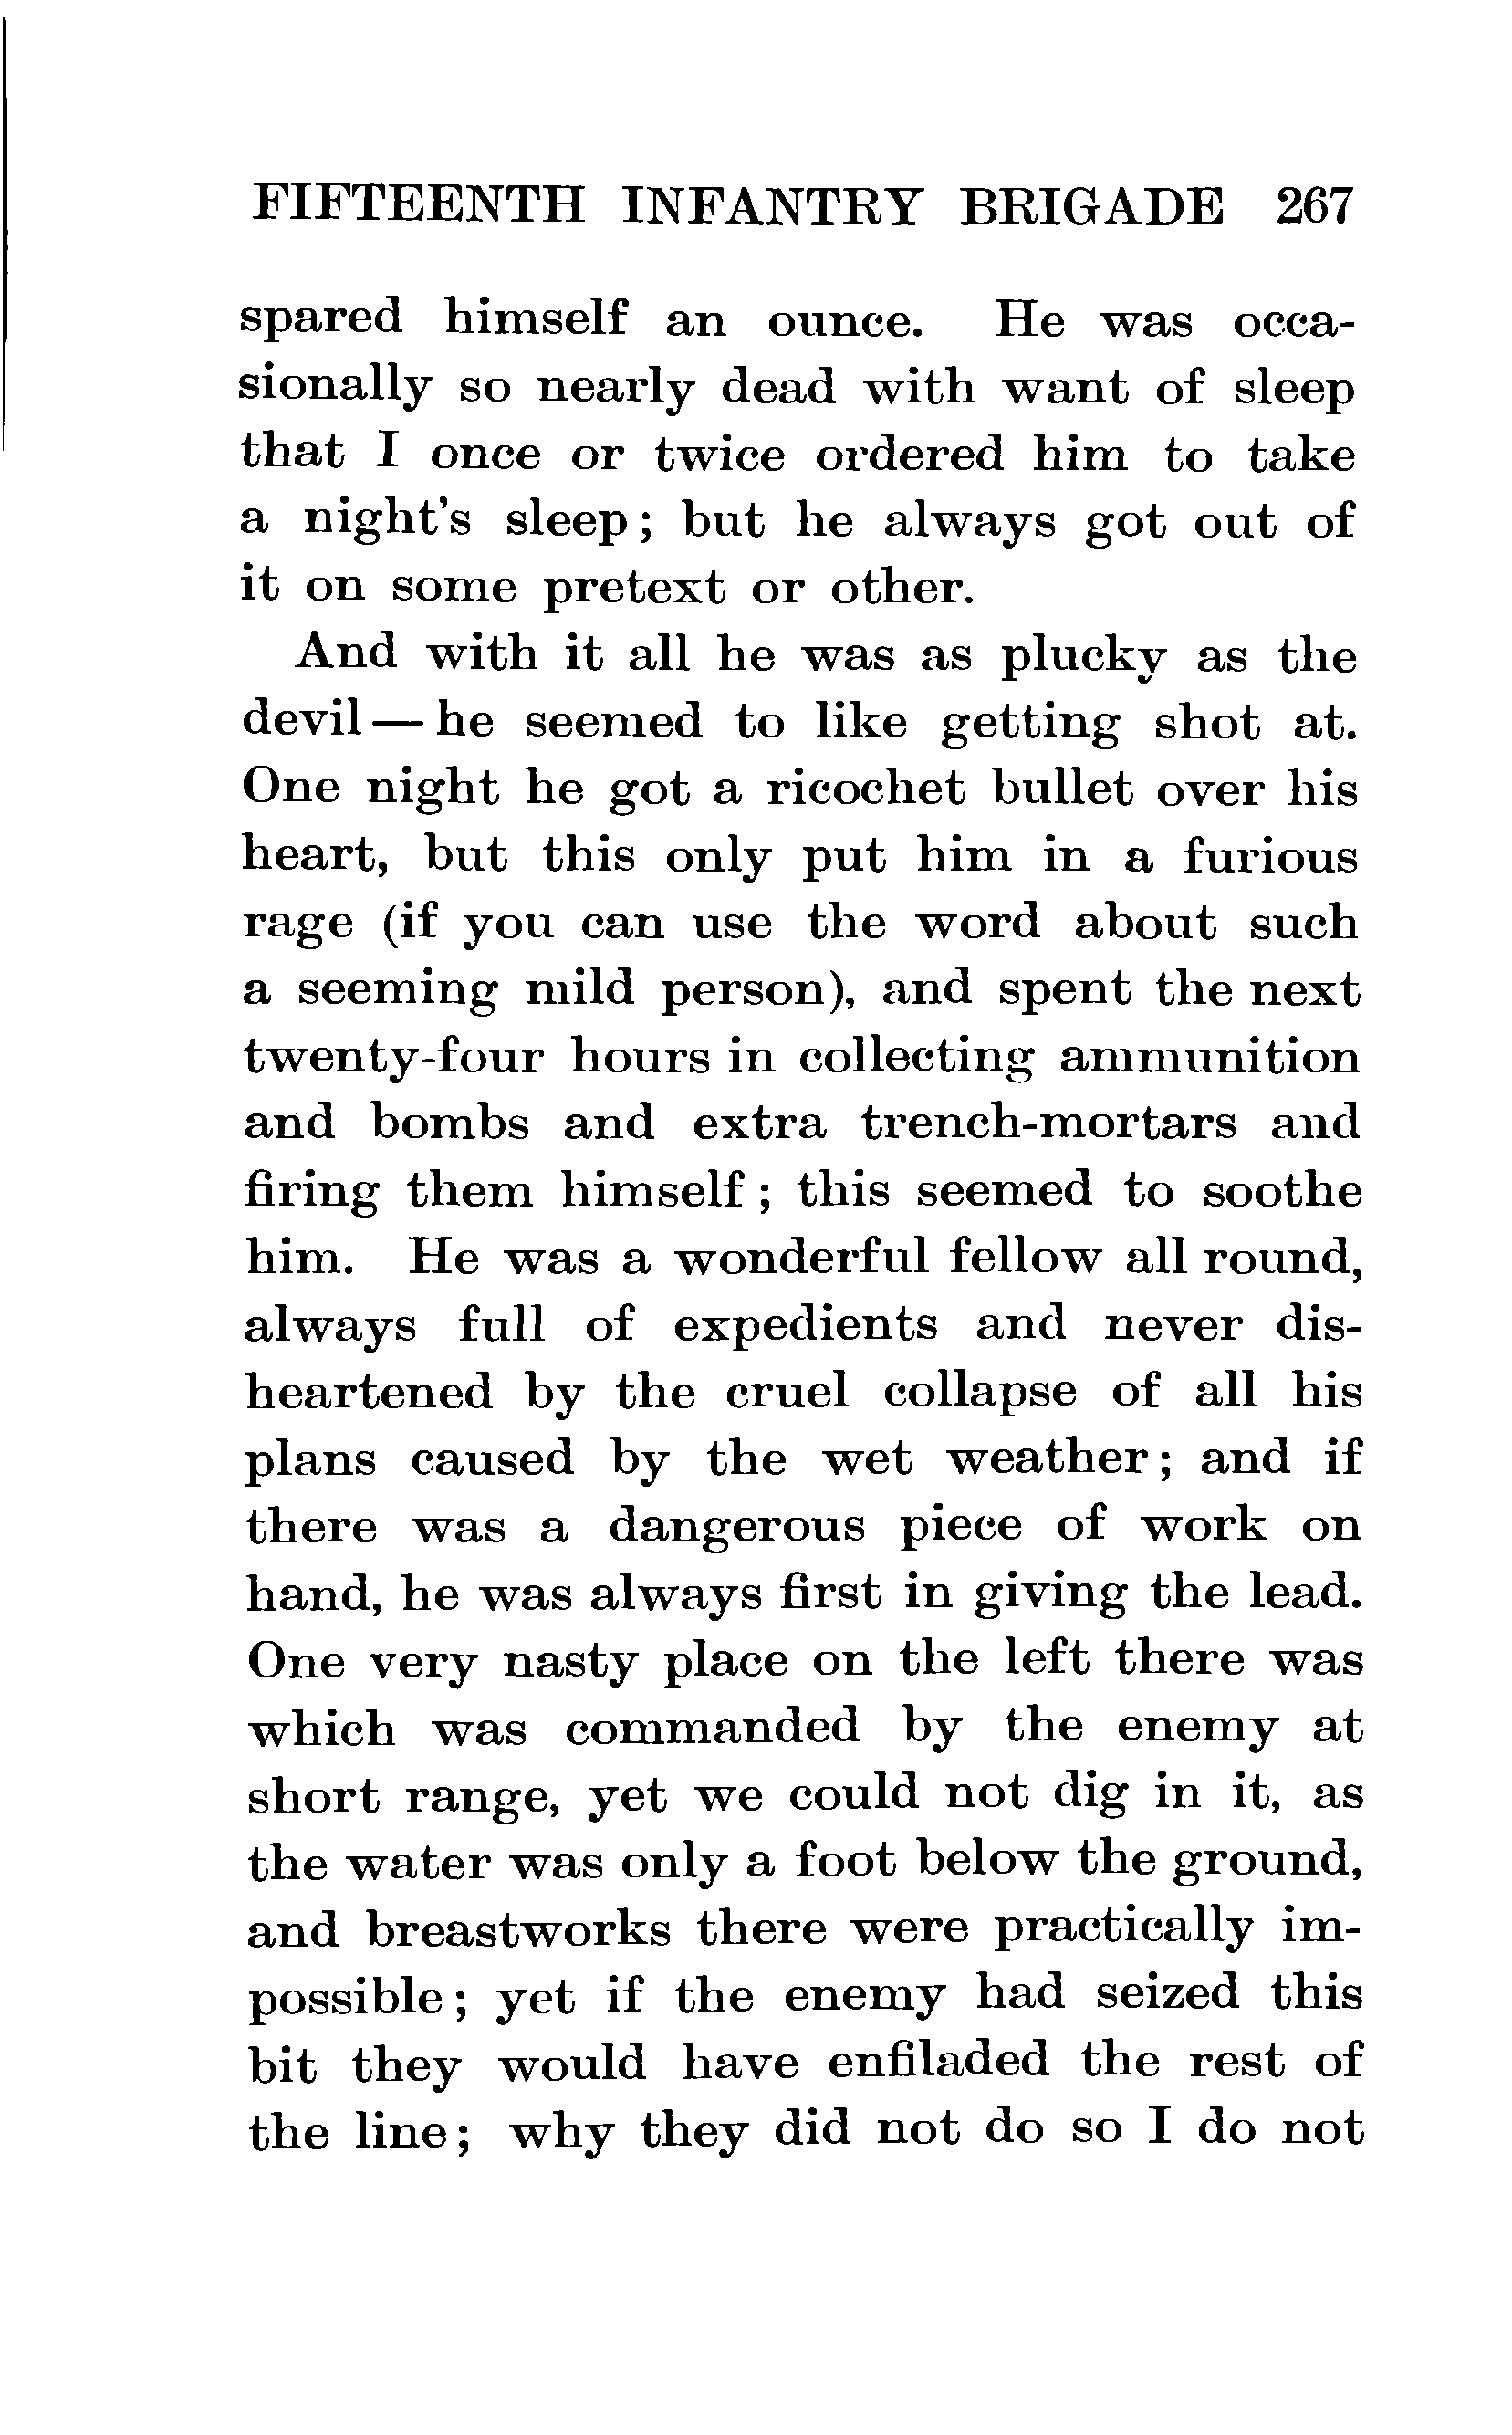 FIFTEENTH INFANTRY BRIGADE 267
spared himself an ounce. He was occa-
sionally so nearly dead with want of sleep
that I once or twice ordered him to take
a night's sleep; but he always got out of
it on some pretext or other.
And with it all he was as plucky as the
devil—he seemed to like getting shot at.
One night he got a ricochet bullet over his
heart, but this only put him in a furious
rage (if you can use the word about such
a seeming mild person), and spent the next
twenty-four hours in collecting ammunition
and bombs and extra trench-mortars and
firing them himself; this seemed to soothe
him. He was a wonderful fellow all round,
always full of expedients and never dis-
heartened by the cruel collapse of all his
plans caused by the wet weather; and if
there was a dangerous piece of work on
hand, he was always first in giving the lead.
One very nasty place on the left there was
which was commanded by the enemy at
short range, yet we could not dig in it, as
the water was only a foot below the ground,
and breastworks there were practically im-
possible; yet if the enemy had seized this
bit they would have enfiladed the rest of
the line; why they did not do so I do not